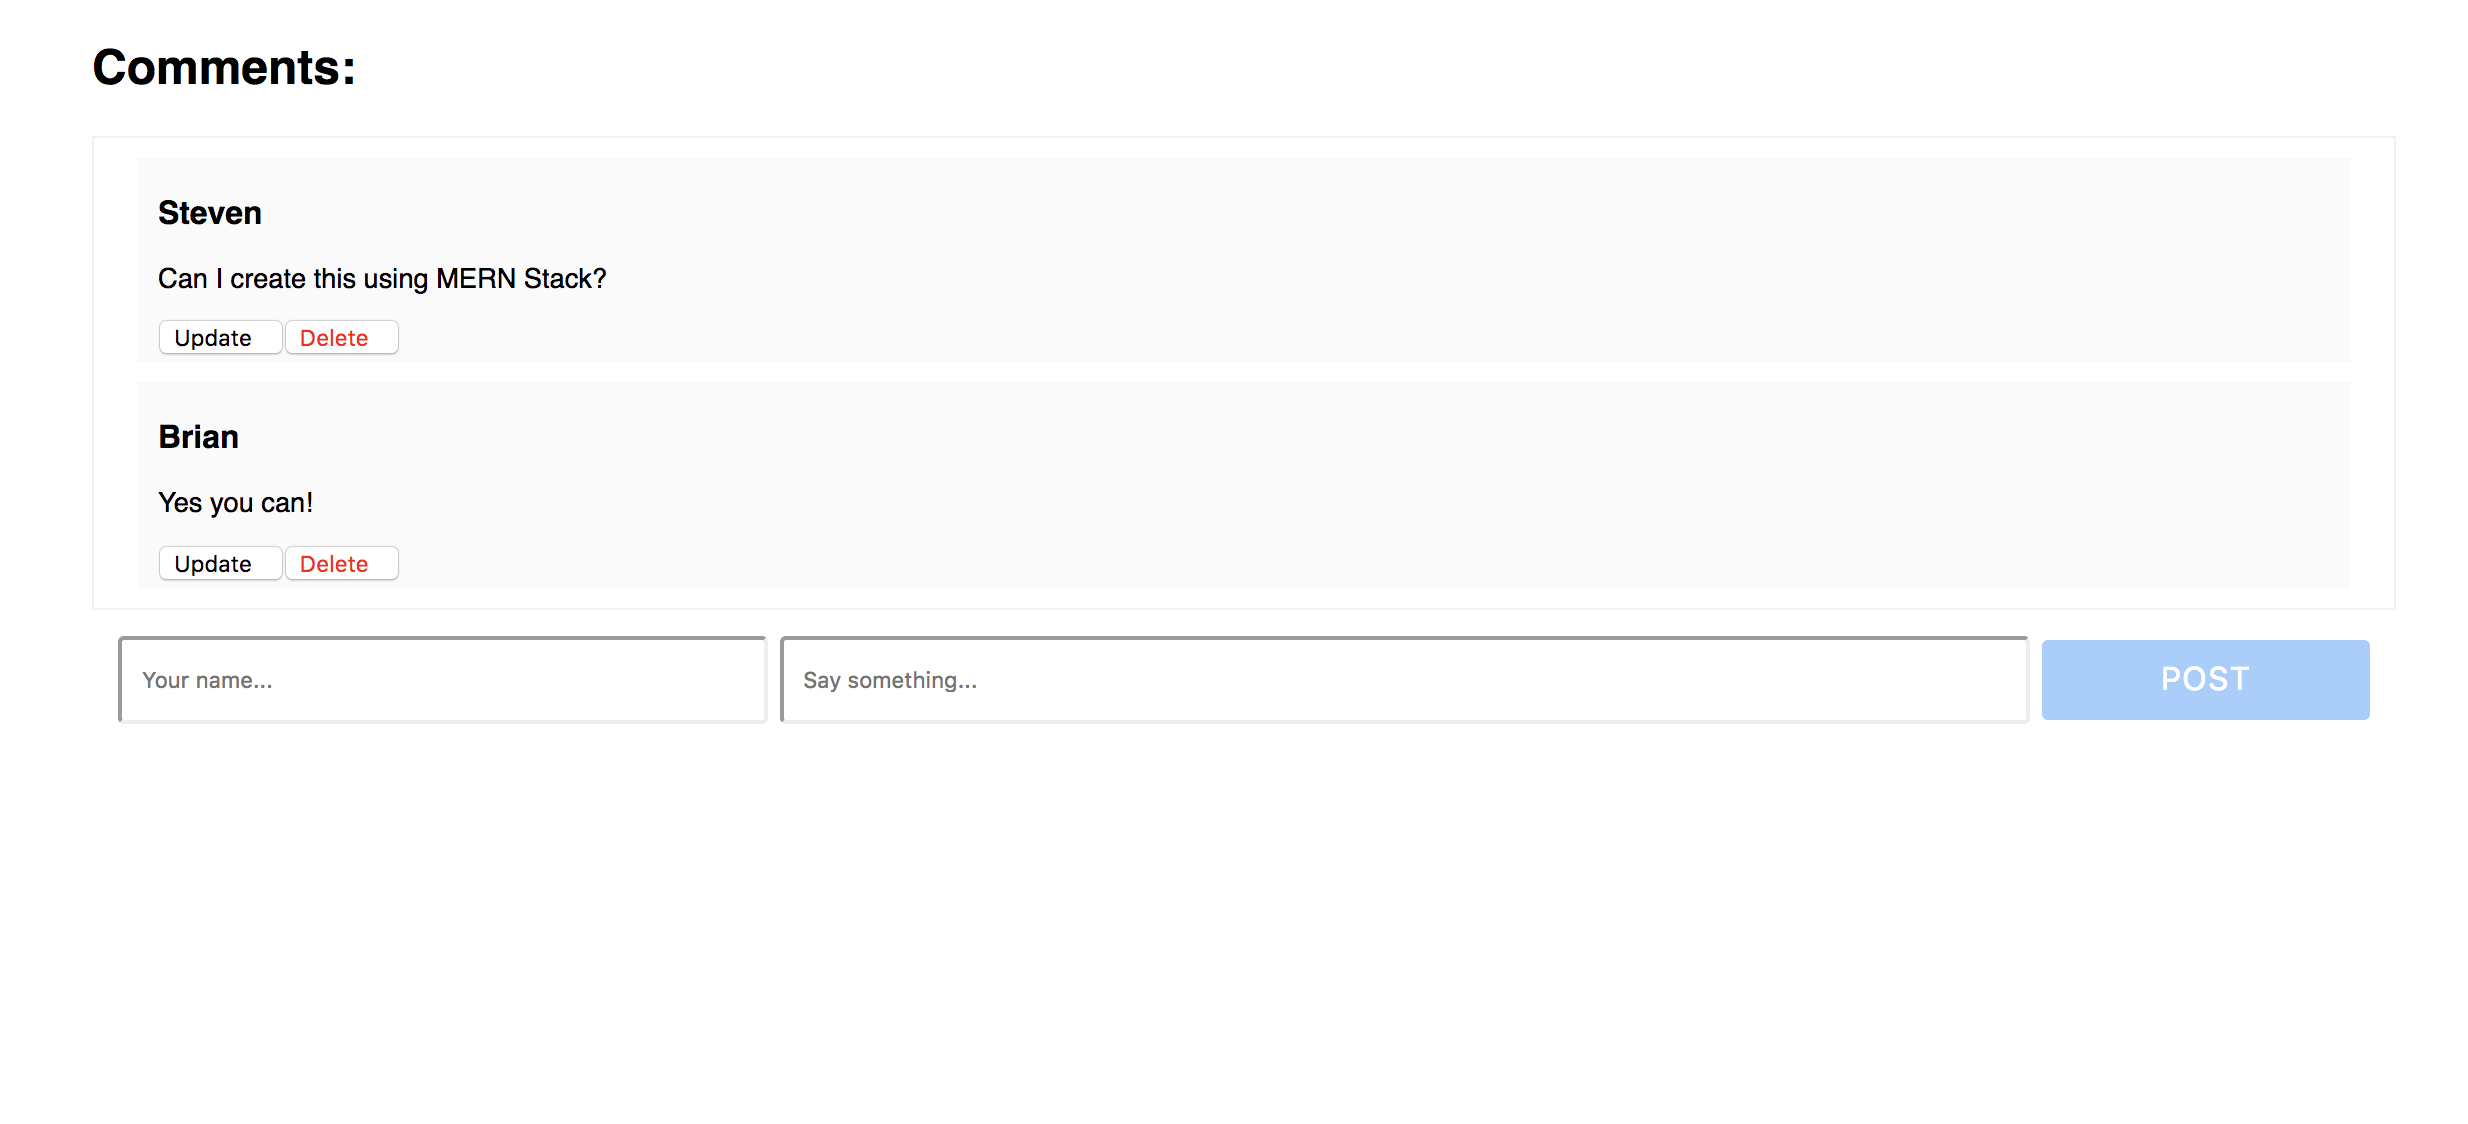 Comments:
Steven
Can I create this using MERN Stack?
Update Delete
Brian
Yes you can!
Update Delete
Your name... Say something... POST